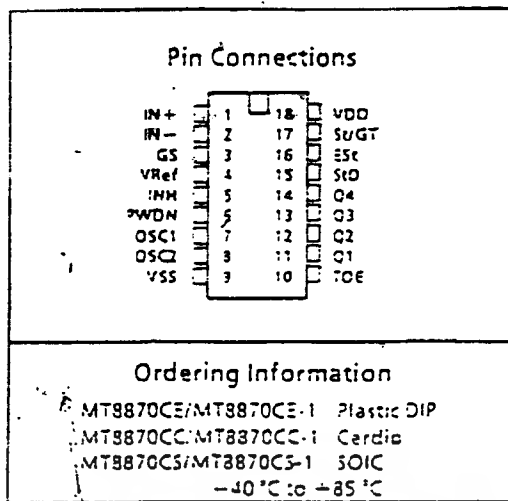 Pin Connections
IN+ 1 18 VDD
IN− 2 17 St/GT
GS 3 16 ESt
VRef 4 15 StD
INH 5 14 Q4
PWDN 6 13 Q3
OSC1 7 12 Q2
OSC2 8 11 Q1
VSS 9 10 TOE
Ordering Information
MT8870CE/MT8870CE-1 Plastic DIP
MT8870CC/MT8870CC-1 Cerdip
MT8870CS/MT8870CS-1 SOIC
−40 °C to +85 °C